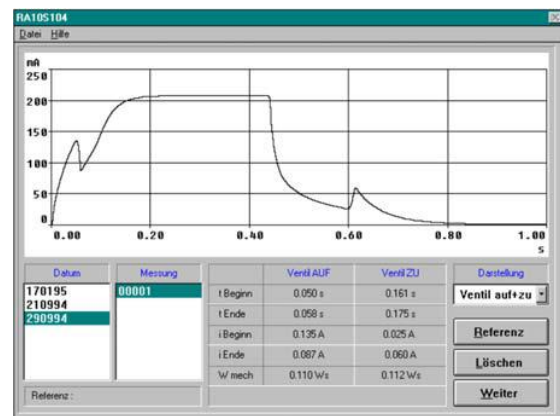 RA10S104
Datei Hilfe
mA
250
200
150
100
50
0
0.00 0.20 0.40 0.60 0.80 1.00
s
Datum Messung Ventil AUF Ventil ZU Darstellung
170195 00001 t Beginn 0.050 s 0.161 s Ventil auf+zu
210994 t Ende 0.058 s 0.175 s
290994 i Beginn 0.135 A 0.025 A Referenz
i Ende 0.087 A 0.060 A Löschen
W mech 0.110 Ws 0.112 Ws
Referenz : Weiter